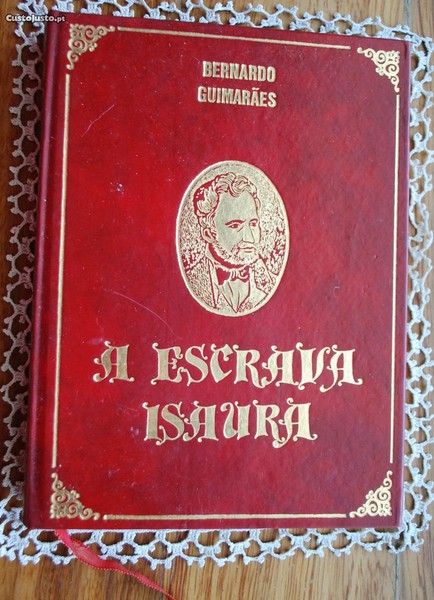 CustoJusto.pt
BERNARDO
GUIMARÃES
A ESCRAVA
ISAURA